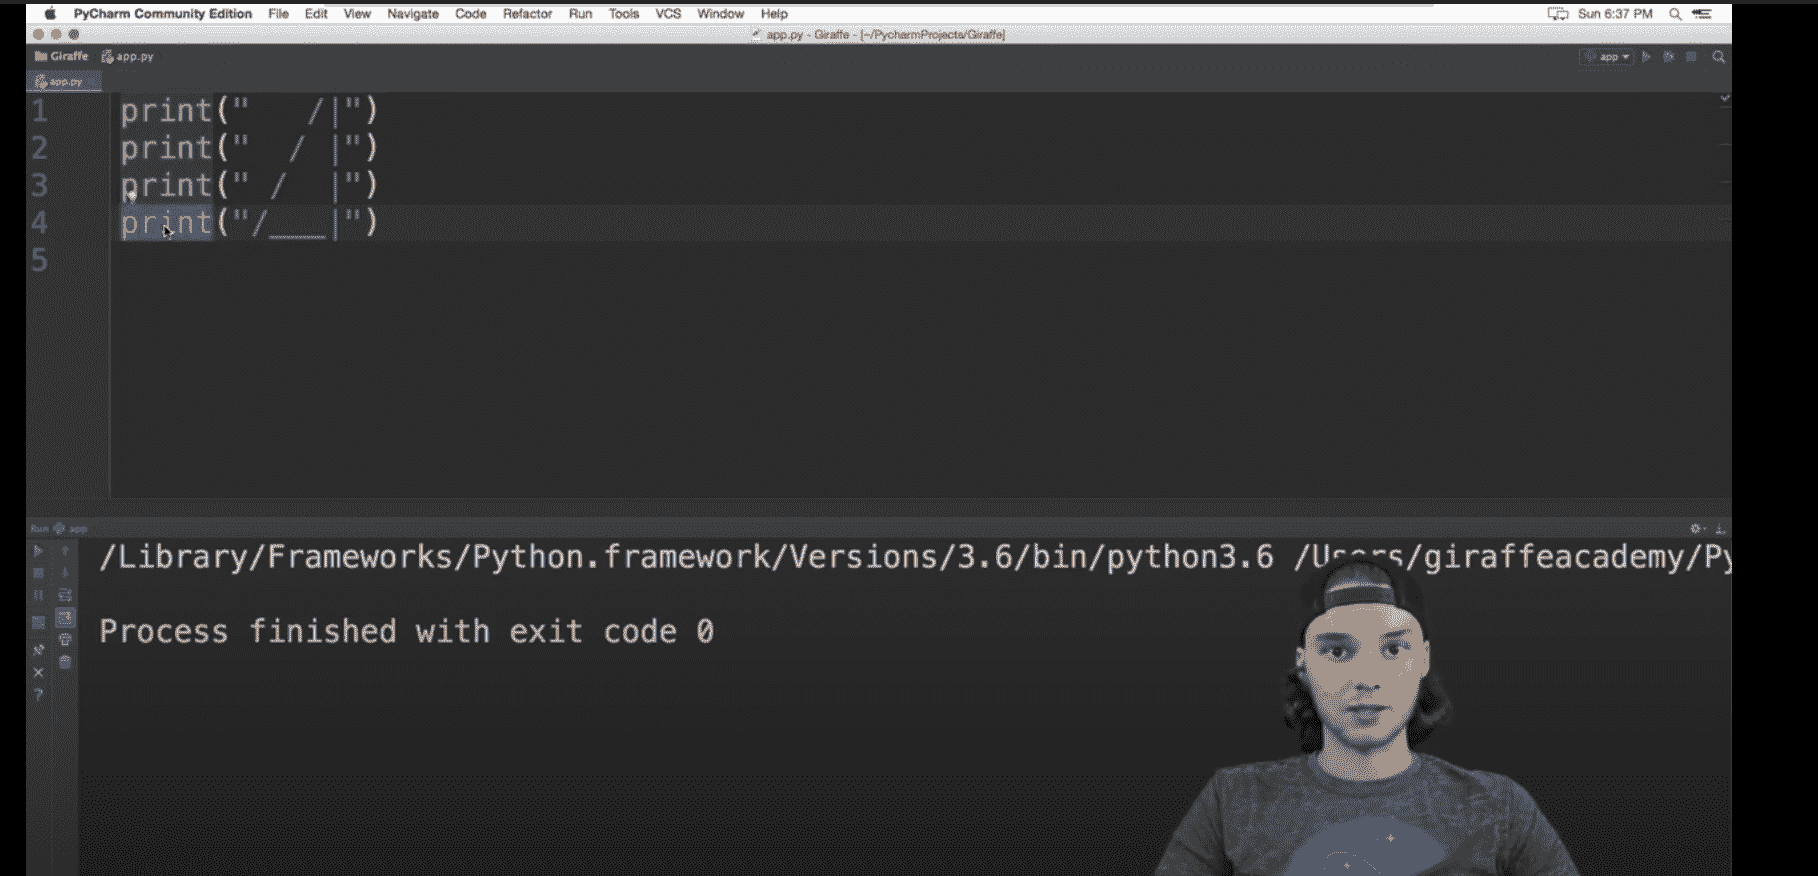 PyCharm Community Edition File Edit View Navigate Code Refactor Run Tools VCS Window Help Sun 6:37 PM
app.py - Giraffe - [~/PycharmProjects/Giraffe]
Giraffe app.py app
app.py
1 print("   /|")
2 print("  / |")
3 print(" /  |")
4 print("/___|")
5
Run app
/Library/Frameworks/Python.framework/Versions/3.6/bin/python3.6 /Users/giraffeacademy/Py
Process finished with exit code 0